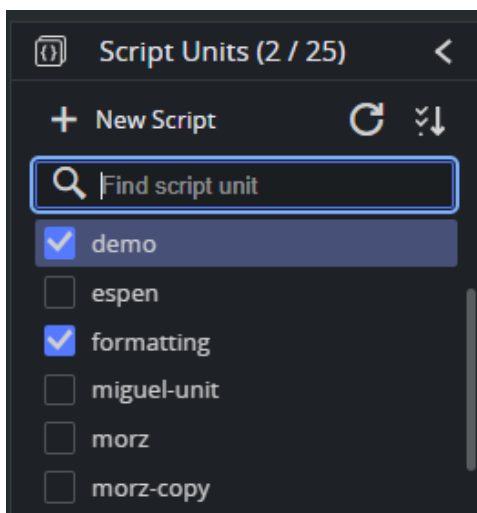 Script Units (2 / 25)
New Script
Find script unit
demo
espen
formatting
miguel-unit
morz
morz-copy